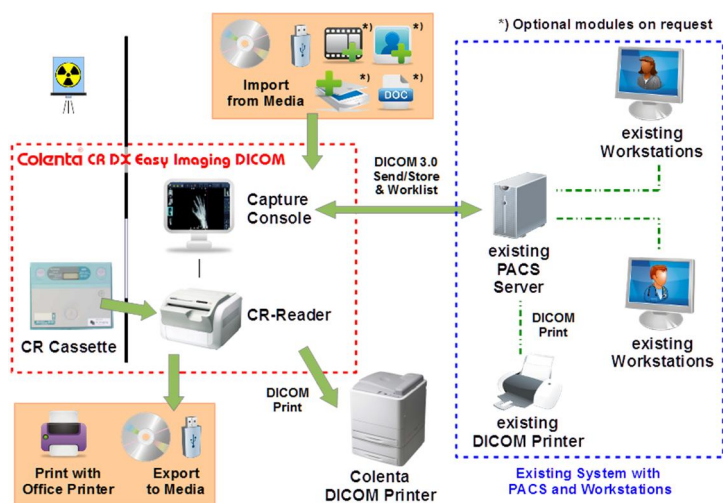 *)
*)
*) Optional modules on request
Import
from Media
*)
*)
DOC
Colenta® CR DX Easy Imaging DICOM
DICOM 3.0
Send/Store
& Worklist
existing
Workstations
Capture
Console
existing
PACS
Server
CR-Reader
CR Cassette
DICOM
Print
existing
Workstations
DICOM
Print
existing
DICOM Printer
Print with
Office Printer
Export
to Media
Colenta
DICOM Printer
Existing System with
PACS and Workstations